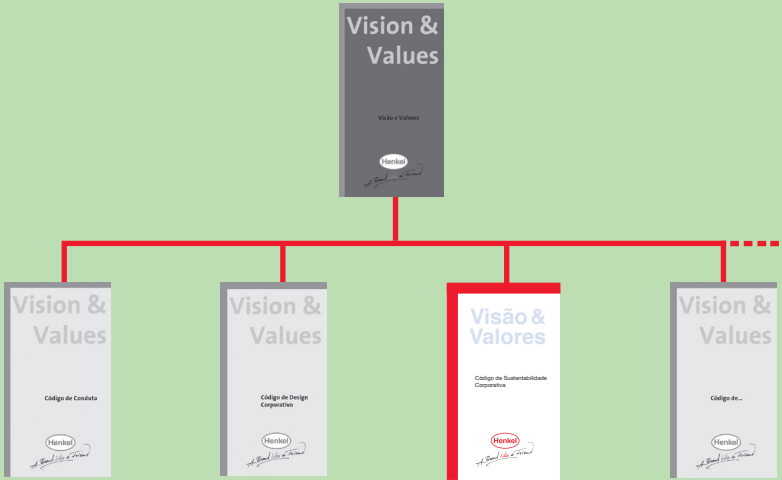 Vision &
Values
Visão e Valores
Henkel
A Brand like a Friend
Vision &
Values
Código de Conduta
Henkel
A Brand like a Friend
Vision &
Values
Código de Design
Corporativo
Henkel
A Brand like a Friend
Visão &
Valores
Código de Sustentabilidade
Corporativa
Henkel
A Brand like a Friend
Vision &
Values
Código de...
Henkel
A Brand like a Friend